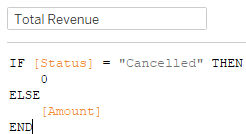 Total Revenue
IF [Status] = "Cancelled" THEN
0
ELSE
[Amount]
END